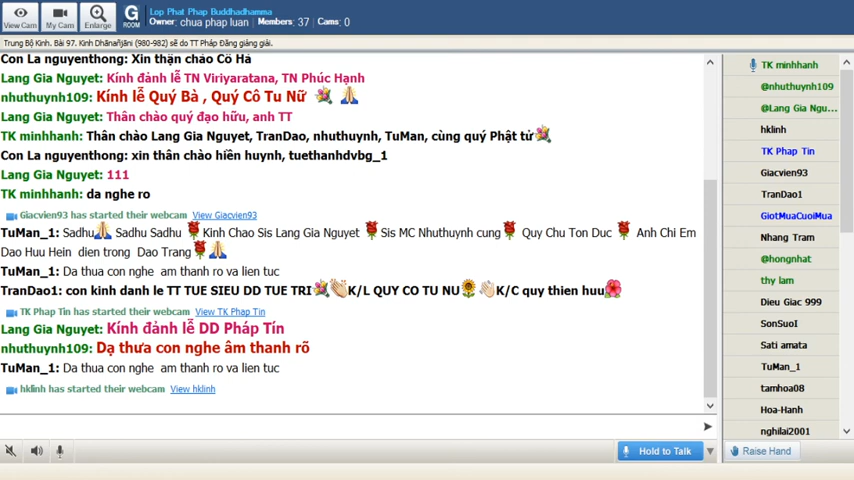 View Cam
My Cam
Enlarge
G
ROOM
Lop Phat Phap Buddhadhamma
Owner: chua phap luan Members: 37 Cams: 0
Trung Bộ Kinh. Bài 97. Kinh Dhanañjāni (980-982) sẽ do TT Pháp Đăng giảng giải.
Con La nguyenthong: Xin thận chào Cô Hà
Lang Gia Nguyet: Kính đảnh lễ TN Viriyaratana, TN Phúc Hạnh
nhuthuynh109: Kính lễ Quý Bà , Quý Cô Tu Nữ
Lang Gia Nguyet: Thân chào quý đạo hữu, anh TT
TK minhhanh: Thân chào Lang Gia Nguyet, TranDao, nhuthuynh, TuMan, cùng quý Phật tử
Con La nguyenthong: xin thân chào hiền huynh, tuethanhdvbg_1
Lang Gia Nguyet: 111
TK minhhanh: da nghe ro
Giacvien93 has started their webcam View Giacvien93
TuMan_1: Sadhu Sadhu Sadhu Kinh Chao Sis Lang Gia Nguyet Sis MC Nhuthuynh cung Quy Chu Ton Duc Anh Chi Em
Dao Huu Hein dien trong Dao Trang
TuMan_1: Da thua con nghe am thanh ro va lien tuc
TranDao1: con kinh danh le TT TUE SIEU DD TUE TRI K/L QUY CO TU NU K/C quy thien huu
TK Phap Tin has started their webcam View TK Phap Tin
Lang Gia Nguyet: Kính đảnh lễ DD Pháp Tín
nhuthuynh109: Dạ thưa con nghe âm thanh rõ
TuMan_1: Da thua con nghe am thanh ro va lien tuc
hklinh has started their webcam View hklinh
Hold to Talk
TK minhhanh
@nhuthuynh109
@Lang Gia Ngu...
hklinh
TK Phap Tin
Giacvien93
TranDao1
GiotMuaCuoiMua
Nhang Tram
@hongnhat
thy lam
Dieu Giac 999
SonSuoI
Sati amata
TuMan_1
tamhoa08
Hoa-Hanh
nghilai2001
Raise Hand